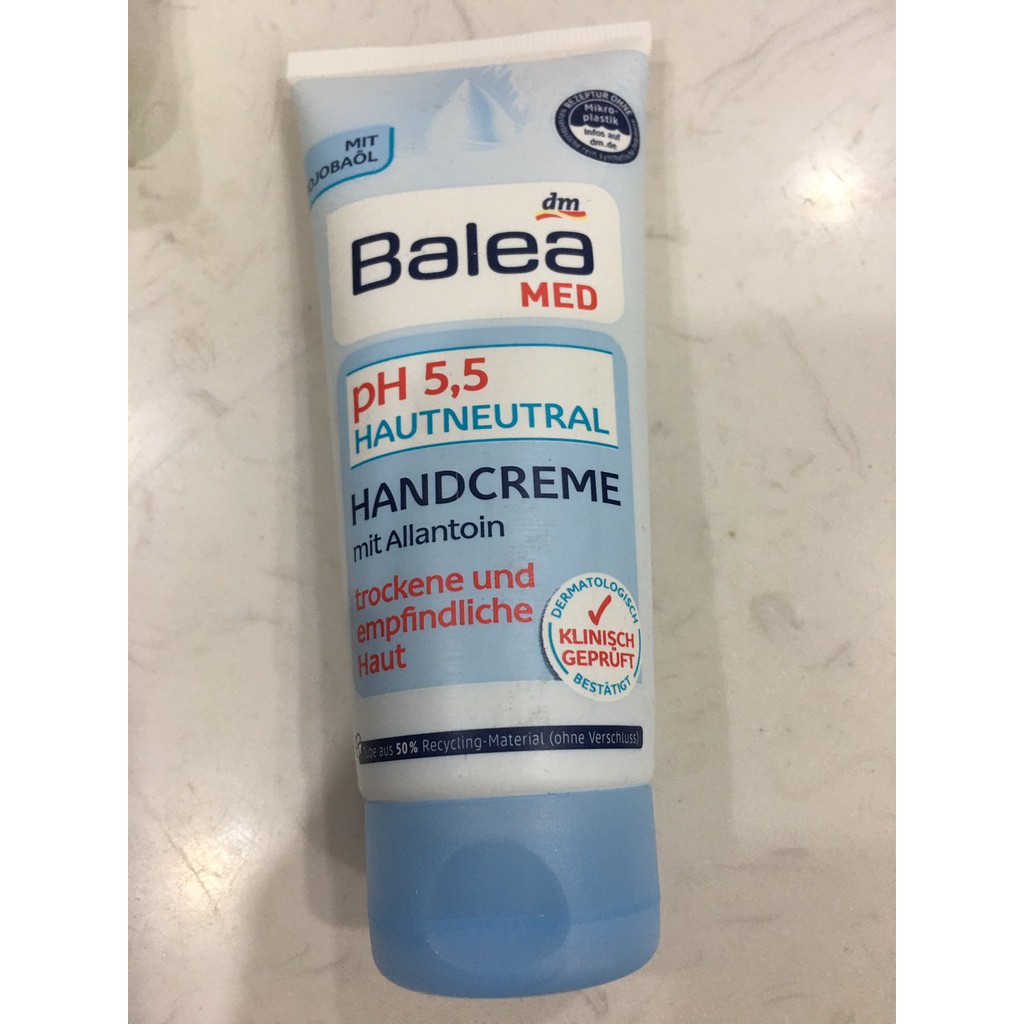 MIT
OJOBAÖL
REZEPTUR OHNE
Mikro-
plastik
Infos auf
dm.de
dm
Balea
MED
pH 5,5
HAUTNEUTRAL
HANDCREME
mit Allantoin
trockene und
empfindliche
Haut
DERMATOLOGISCH
KLINISCH
GEPRÜFT
BESTÄTIGT
aus 50% Recycling-Material (ohne Verschluss)